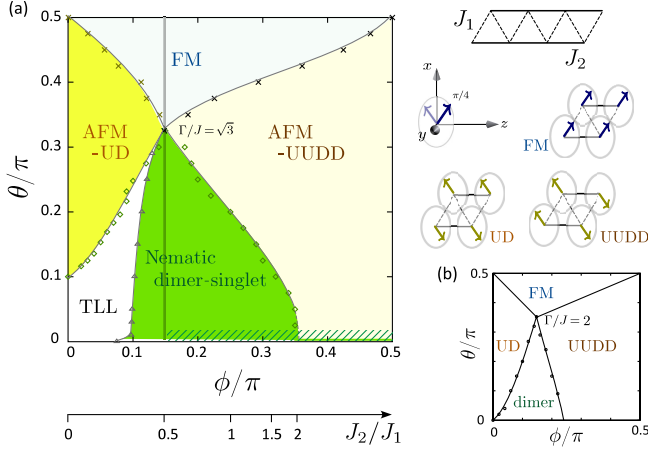 (a)
0.5
0.4
0.3
0.2
0.1
0
θ/π
FM
AFM
-UD
Γ/J=√3
AFM
-UUDD
Nematic
dimer-singlet
TLL
0 0.1 0.2 0.3 0.4 0.5
ϕ/π
0 0.5 1 1.5 2 J₂/J₁
J₁
J₂
x
π/4
y
z
FM
UD
UUDD
(b)
0.5
θ/π
0
FM
Γ/J=2
UD
UUDD
dimer
0 ϕ/π 0.5